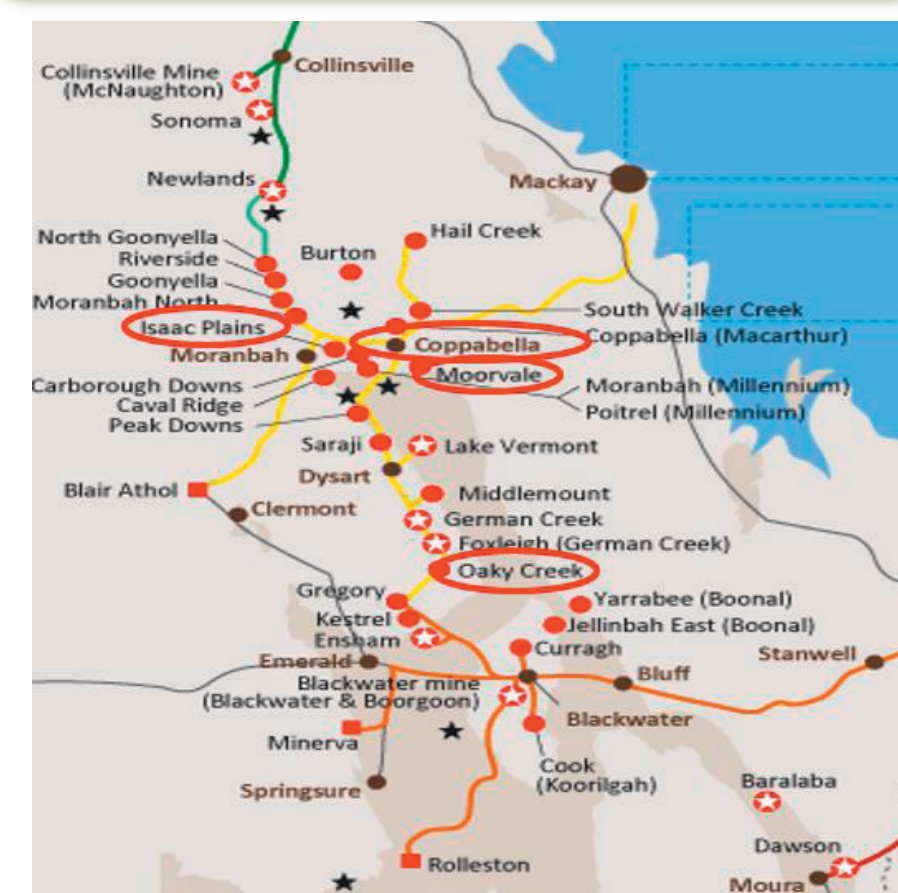 Collinsville
Collinsville Mine
(McNaughton)
Sonoma
Newlands
Mackay
North Goonyella
Riverside
Goonyella
Moranbah North
Burton
Hail Creek
South Walker Creek
Isaac Plains
Coppabella
Coppabella (Macarthur)
Moranbah
Moorvale
Carborough Downs
Caval Ridge
Peak Downs
Moranbah (Millennium)
Poitrel (Millennium)
Saraji
Lake Vermont
Dysart
Blair Athol
Middlemount
Clermont
German Creek
Foxleigh (German Creek)
Oaky Creek
Gregory
Yarrabee (Boonal)
Kestrel
Jellinbah East (Boonal)
Ensham
Curragh
Stanwell
Emerald
Bluff
Blackwater mine
(Blackwater & Boorgoon)
Blackwater
Minerva
Cook
(Koorilgah)
Springsure
Baralaba
Rolleston
Dawson
Moura